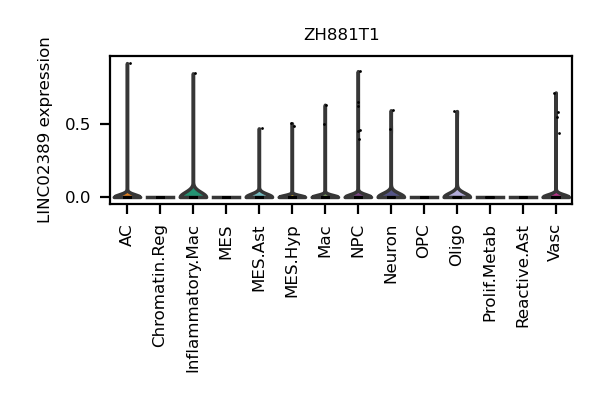 ZH881T1
LINC02389 expression
0.5
0.0
AC
Chromatin.Reg
Inflammatory.Mac
MES
MES.Ast
MES.Hyp
Mac
NPC
Neuron
OPC
Oligo
Prolif.Metab
Reactive.Ast
Vasc